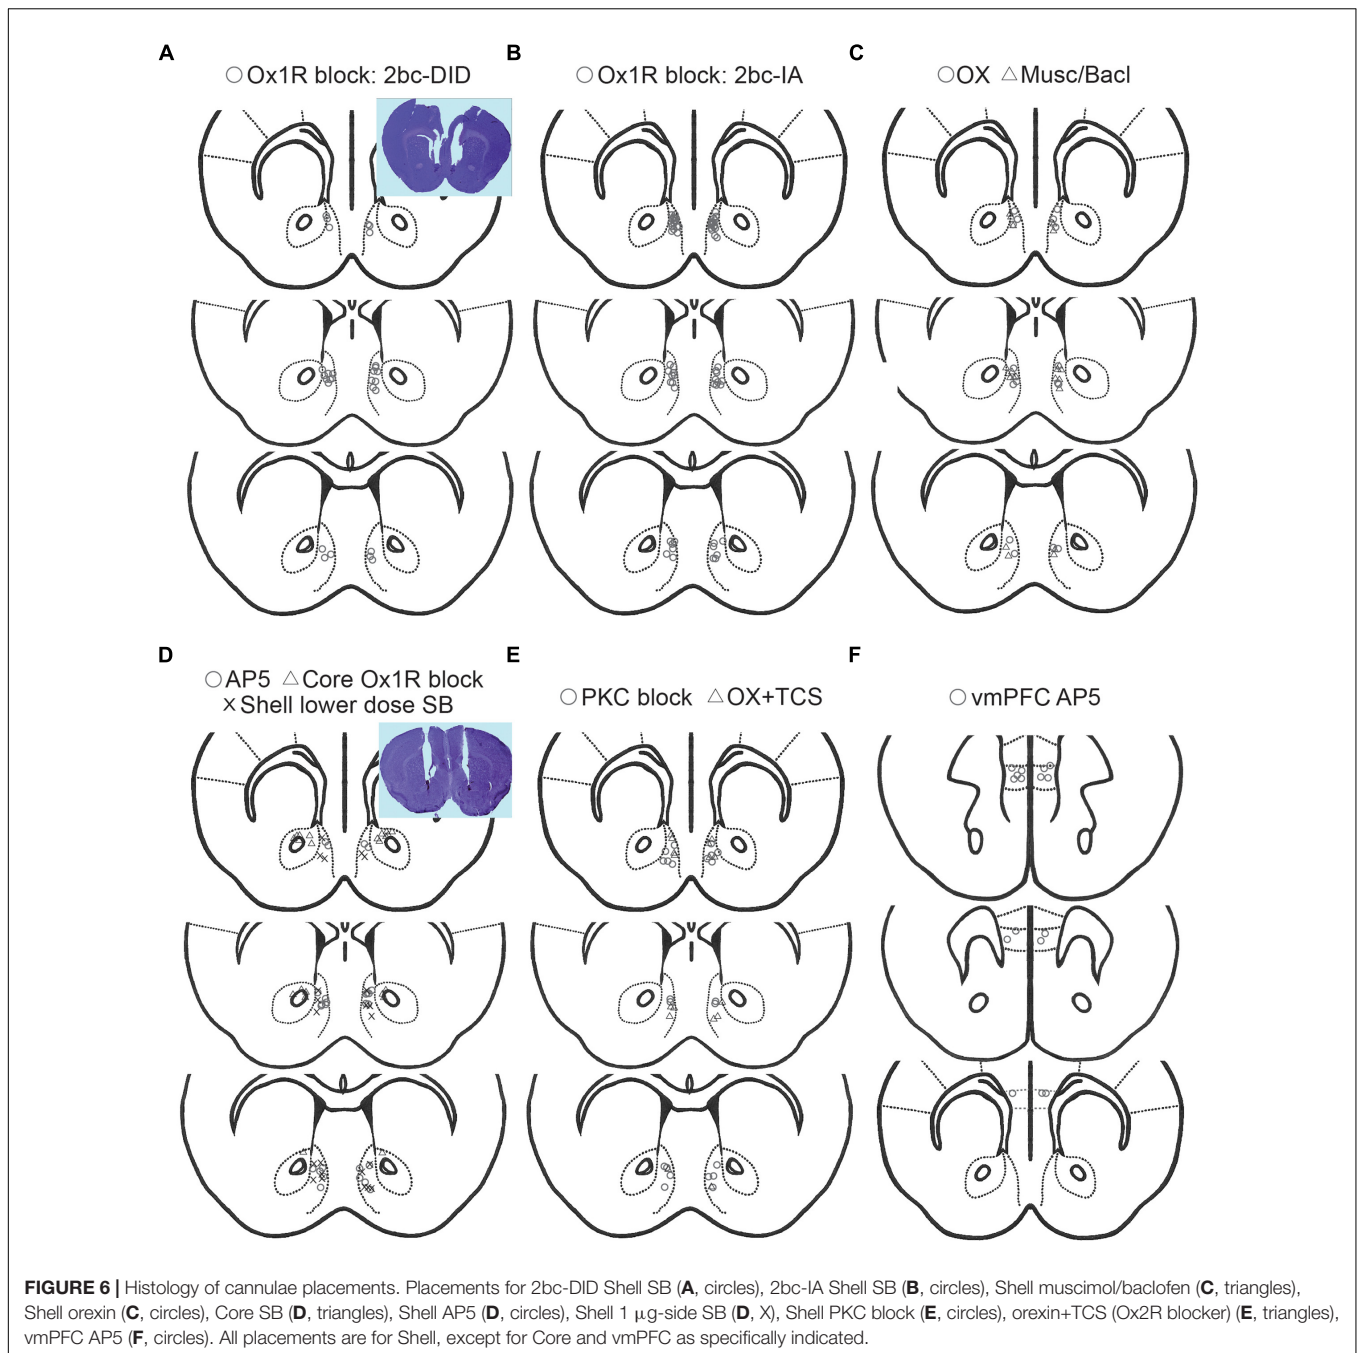 A
Ox1R block: 2bc-DID
B
Ox1R block: 2bc-IA
C
OX Musc/Bacl
D
AP5 Core Ox1R block
X Shell lower dose SB
E
PKC block OX+TCS
F
vmPFC AP5
FIGURE 6 | Histology of cannulae placements. Placements for 2bc-DID Shell SB (A, circles), 2bc-IA Shell SB (B, circles), Shell muscimol/baclofen (C, triangles),
Shell orexin (C, circles), Core SB (D, triangles), Shell AP5 (D, circles), Shell 1 μg-side SB (D, X), Shell PKC block (E, circles), orexin+TCS (Ox2R blocker) (E, triangles),
vmPFC AP5 (F, circles). All placements are for Shell, except for Core and vmPFC as specifically indicated.